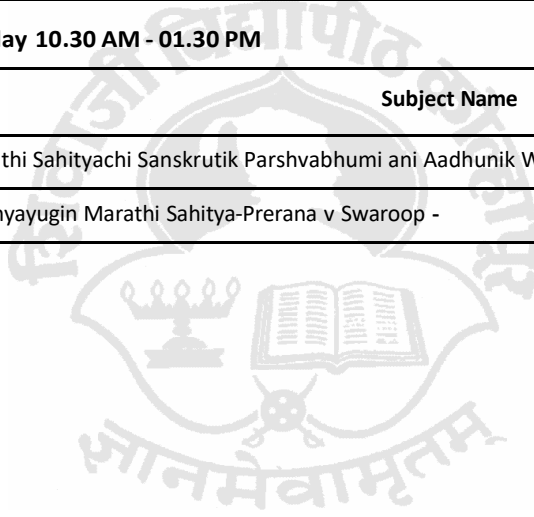 ay 10.30 AM - 01.30 PM
Subject Name
thi Sahityachi Sanskrutik Parshvabhumi ani Aadhunik W
nyayugin Marathi Sahitya-Prerana v Swaroop -
शिवाजी विद्यापीठ कोल्हापूर
ज्ञानमेवामृतम्